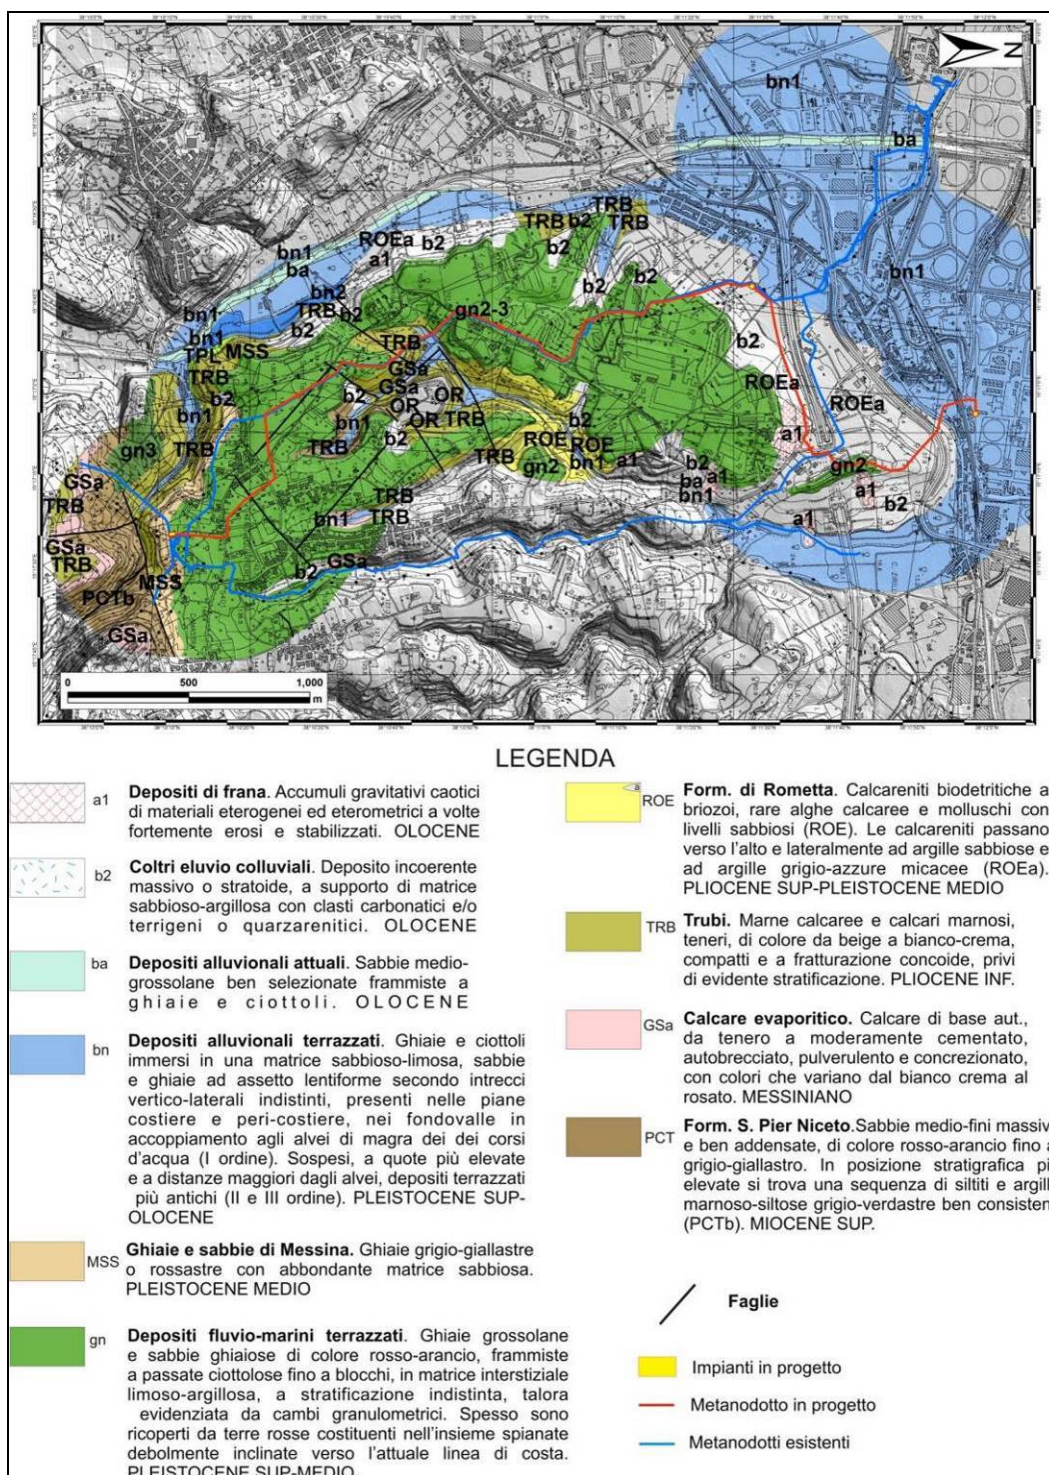 N
bn1
ba
TRB
TRB b2
TRB
b2
ROEa
b2
a1
bn1
ba
b2
b2
bn1
bn2
TRB
b2
bn1
gn2-3
b2
bn1
TPL
MSS
TRB
GSa
TRB
b2
GSa
b2
OR
OR
OR
TRB
ROEa
ROEa
bn1
b2
bn1
gn3
TRB
TRB
b2
ROE
ROE
a1
TRB
gn2
bn1
a1
b2
ba
bn1
gn2
a1
b2
GSa
TRB
TRB
bn1
TRB
a1
GSa
TRB
b2
GSa
MSS
PCTb
GSa
0 500 1,000
m
LEGENDA
a1
Depositi di frana. Accumuli gravitativi caotici
di materiali eterogenei ed eterometrici a volte
fortemente erosi e stabilizzati. OLOCENE
b2
Coltri eluvio colluviali. Deposito incoerente
massivo o stratoide, a supporto di matrice
sabbioso-argillosa con clasti carbonatici e/o
terrigeni o quarzarenitici. OLOCENE
ba
Depositi alluvionali attuali. Sabbie medio-
grossolane ben selezionate frammiste a
ghiaie e ciottoli. OLOCENE
bn
Depositi alluvionali terrazzati. Ghiaie e ciottoli
immersi in una matrice sabbioso-limosa, sabbie
e ghiaie ad assetto lentiforme secondo intrecci
vertico-laterali indistinti, presenti nelle piane
costiere e peri-costiere, nei fondovalle in
accoppiamento agli alvei di magra dei dei corsi
d'acqua (I ordine). Sospesi, a quote più elevate
e a distanze maggiori dagli alvei, depositi terrazzati
più antichi (II e III ordine). PLEISTOCENE SUP-
OLOCENE
MSS
Ghiaie e sabbie di Messina. Ghiaie grigio-giallastre
o rossastre con abbondante matrice sabbiosa.
PLEISTOCENE MEDIO
gn
Depositi fluvio-marini terrazzati. Ghiaie grossolane
e sabbie ghiaiose di colore rosso-arancio, frammiste
a passate ciottolose fino a blocchi, in matrice interstiziale
limoso-argillosa, a stratificazione indistinta, talora
evidenziata da cambi granulometrici. Spesso sono
ricoperti da terre rosse costituenti nell'insieme spianate
debolmente inclinate verso l'attuale linea di costa.
PLEISTOCENE SUP-MEDIO
a
ROE
Form. di Rometta. Calcareniti biodetritiche a
briozoi, rare alghe calcaree e molluschi con
livelli sabbiosi (ROE). Le calcareniti passano
verso l'alto e lateralmente ad argille sabbiose e
ad argille grigio-azzure micacee (ROEa).
PLIOCENE SUP-PLEISTOCENE MEDIO
TRB
Trubi. Marne calcaree e calcari marnosi,
teneri, di colore da beige a bianco-crema,
compatti e a fratturazione concoide, privi
di evidente stratificazione. PLIOCENE INF.
GSa
Calcare evaporitico. Calcare di base aut.,
da tenero a moderamente cementato,
autobrecciato, pulverulento e concrezionato,
con colori che variano dal bianco crema al
rosato. MESSINIANO
PCT
Form. S. Pier Niceto.Sabbie medio-fini massiv
e ben addensate, di colore rosso-arancio fino a
grigio-giallastro. In posizione stratigrafica pi
elevate si trova una sequenza di siltiti e argill
marnoso-siltose grigio-verdastre ben consisten
(PCTb). MIOCENE SUP.
Faglie
Impianti in progetto
Metanodotto in progetto
Metanodotti esistenti